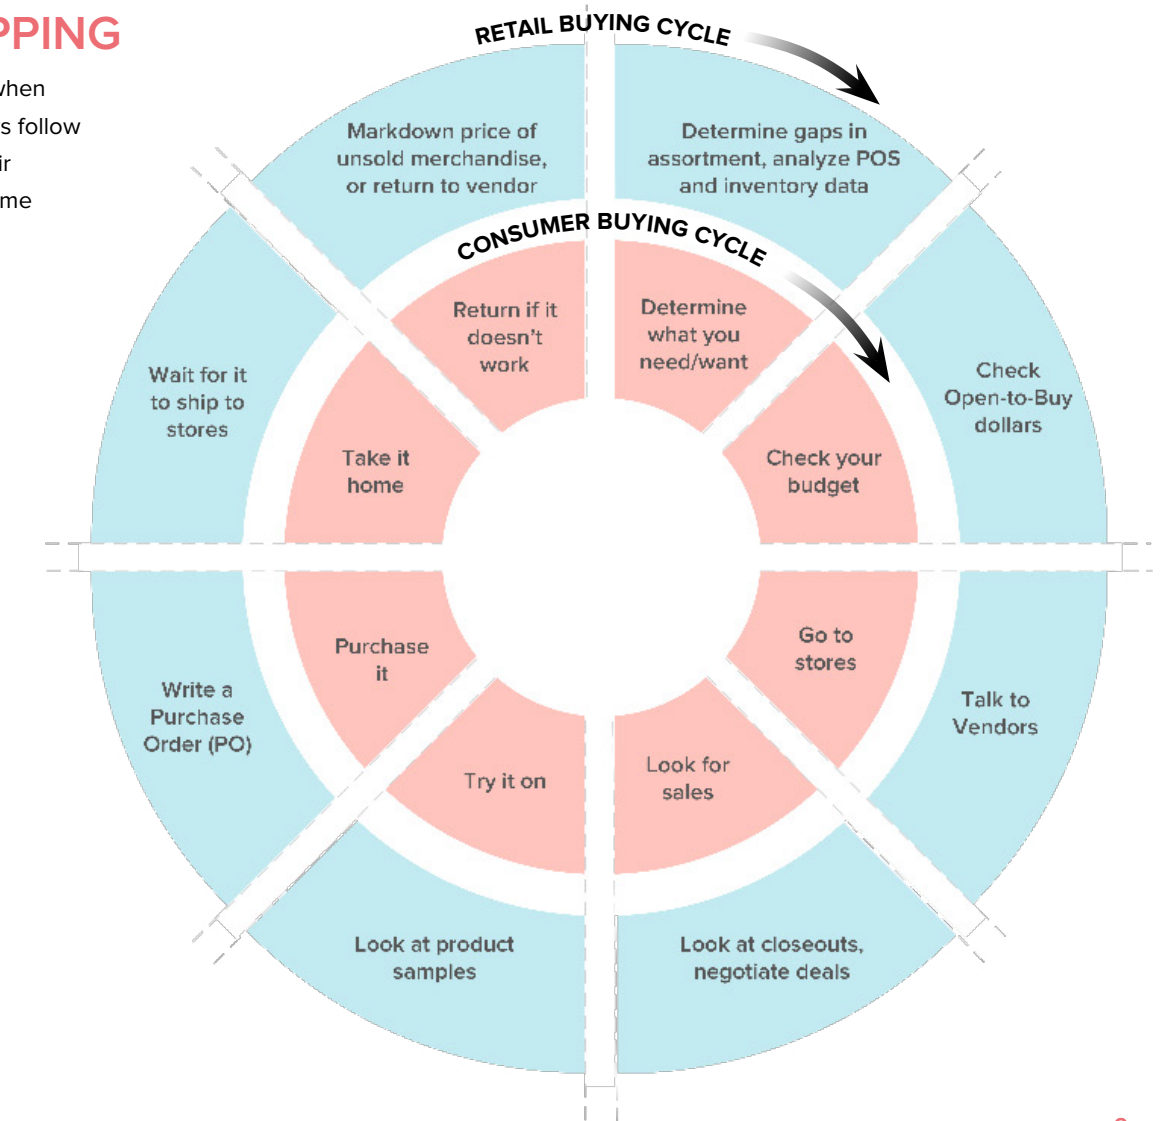 PPING
when
s follow
ir
me
RETAIL BUYING CYCLE
Determine gaps in
assortment, analyze POS
and inventory data
Check
Open-to-Buy
dollars
Talk to
Vendors
Look at closeouts,
negotiate deals
Look at product
samples
Write a
Purchase
Order (PO)
Wait for it
to ship to
stores
Markdown price of
unsold merchandise,
or return to vendor
CONSUMER BUYING CYCLE
Determine
what you
need/want
Check your
budget
Go to
stores
Look for
sales
Try it on
Purchase
it
Take it
home
Return if it
doesn't
work